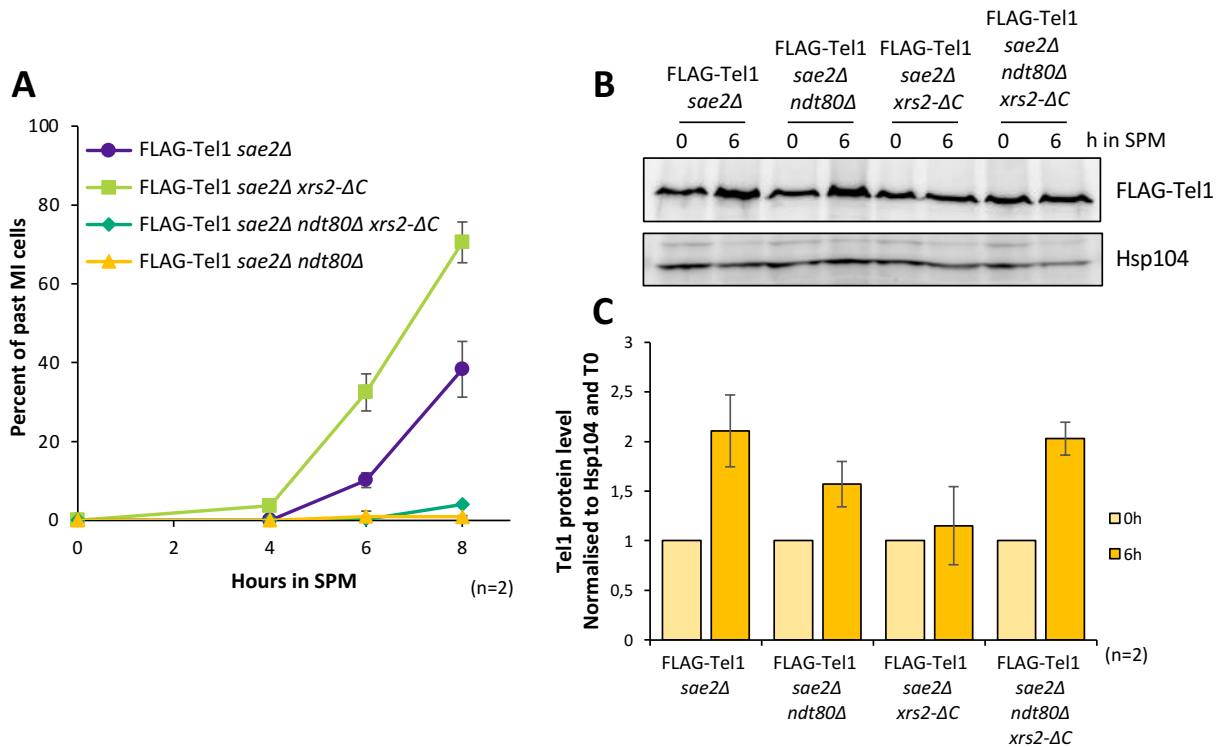 A
100
80
60
40
20
0
Percent of past MI cells
FLAG-Tel1 sae2Δ
FLAG-Tel1 sae2Δ xrs2-ΔC
FLAG-Tel1 sae2Δ ndt80Δ xrs2-ΔC
FLAG-Tel1 sae2Δ ndt80Δ
0 2 4 6 8
Hours in SPM
(n=2)
B
FLAG-Tel1
sae2Δ
FLAG-Tel1
sae2Δ
ndt80Δ
FLAG-Tel1
sae2Δ
xrs2-ΔC
FLAG-Tel1
sae2Δ
ndt80Δ
xrs2-ΔC
0 6 0 6 0 6 0 6 h in SPM
FLAG-Tel1
Hsp104
C
Tel1 protein level
Normalised to Hsp104 and T0
3
2,5
2
1,5
1
0,5
0
FLAG-Tel1
sae2Δ
FLAG-Tel1
sae2Δ
ndt80Δ
FLAG-Tel1
sae2Δ
xrs2-ΔC
FLAG-Tel1
sae2Δ
ndt80Δ
xrs2-ΔC
0h
6h
(n=2)